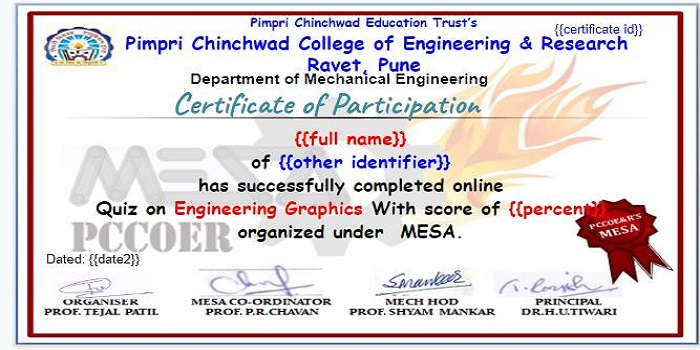 Pimpri Chinchwad Education Trust's
{{certificate id}}
Pimpri Chinchwad College of Engineering & Research
Ravet, Pune
Department of Mechanical Engineering
Certificate of Participation
{{full name}}
of {{other identifier}}
has successfully completed online
Quiz on Engineering Graphics With score of {{percent}}
organized under MESA.
MESA
PCCOER
PCCOE&R'S
MESA
Dated: {{date2}}
ORGANISER MESA CO-ORDINATOR MECH HOD PRINCIPAL
PROF. TEJAL PATIL PROF. P.R.CHAVAN PROF. SHYAM MANKAR DR.H.U.TIWARI